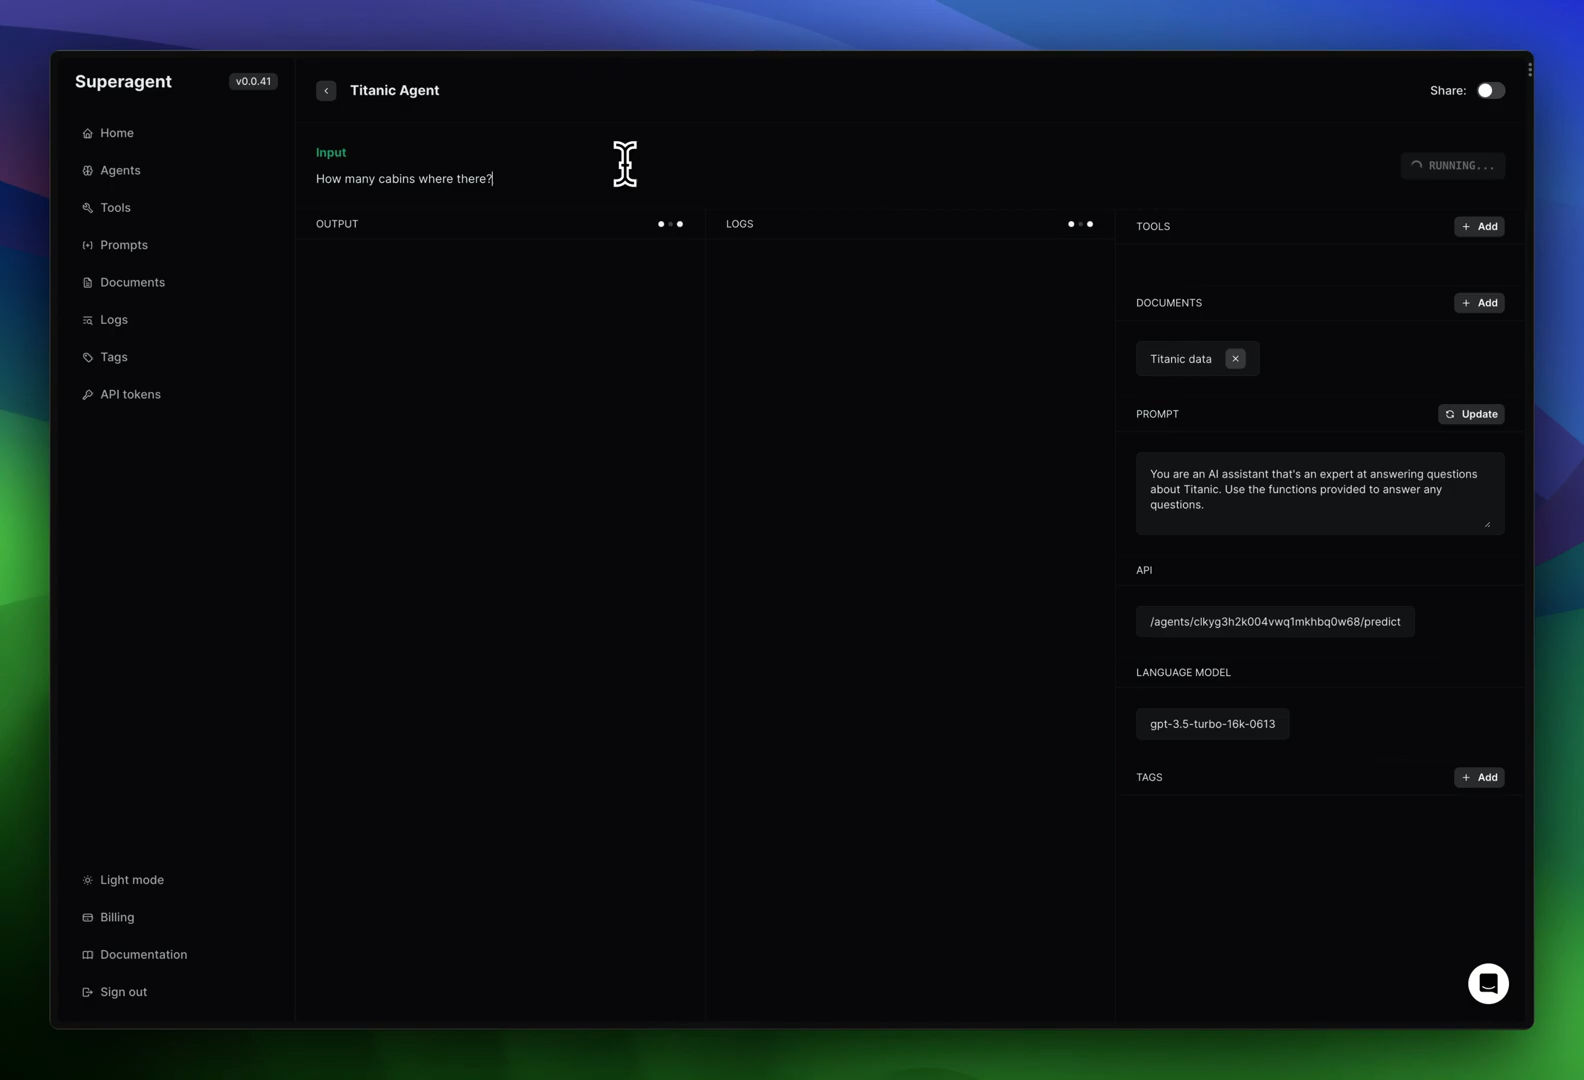 Superagent
v0.0.41
Home
Agents
Tools
Prompts
Documents
Logs
Tags
API tokens
Light mode
Billing
Documentation
Sign out
Titanic Agent
Share:
Input
How many cabins where there?
RUNNING...
OUTPUT
LOGS
TOOLS
+ Add
DOCUMENTS
+ Add
Titanic data
PROMPT
Update
You are an AI assistant that's an expert at answering questions
about Titanic. Use the functions provided to answer any
questions.
API
/agents/clkyg3h2k004vwq1mkhbq0w68/predict
LANGUAGE MODEL
gpt-3.5-turbo-16k-0613
TAGS
+ Add